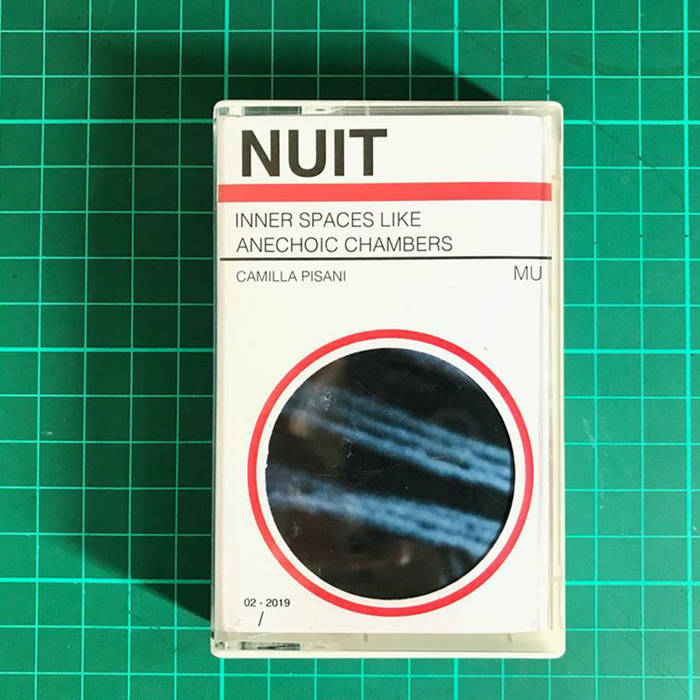 NUIT
INNER SPACES LIKE
ANECHOIC CHAMBERS
CAMILLA PISANI MU
02 - 2019
/